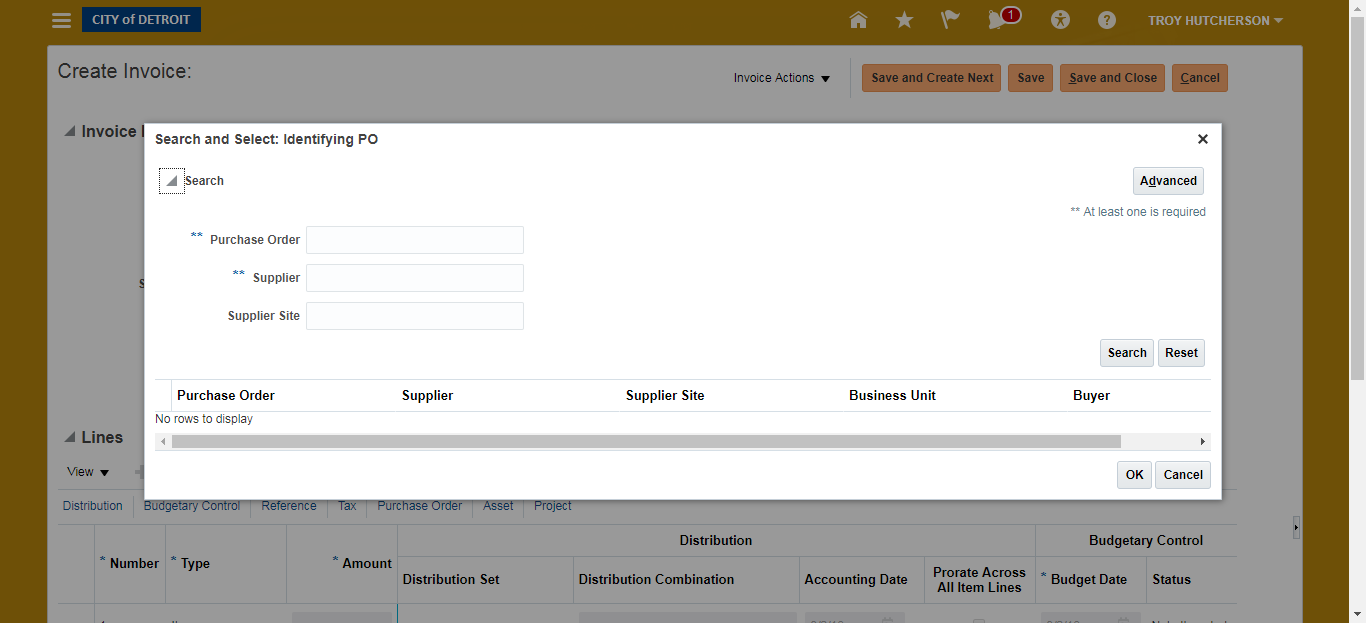 CITY of DETROIT
1
TROY HUTCHERSON
Create Invoice:
Invoice Actions
Save and Create Next
Save
Save and Close
Cancel
Invoice
Search and Select: Identifying PO
Search
Advanced
** At least one is required
** Purchase Order
** Supplier
Supplier Site
Search
Reset
Purchase Order Supplier Supplier Site Business Unit Buyer
No rows to display
OK
Cancel
Lines
View
Distribution Budgetary Control Reference Tax Purchase Order Asset Project
Distribution Budgetary Control
* Number * Type * Amount Distribution Set Distribution Combination Accounting Date Prorate Across
All Item Lines * Budget Date Status